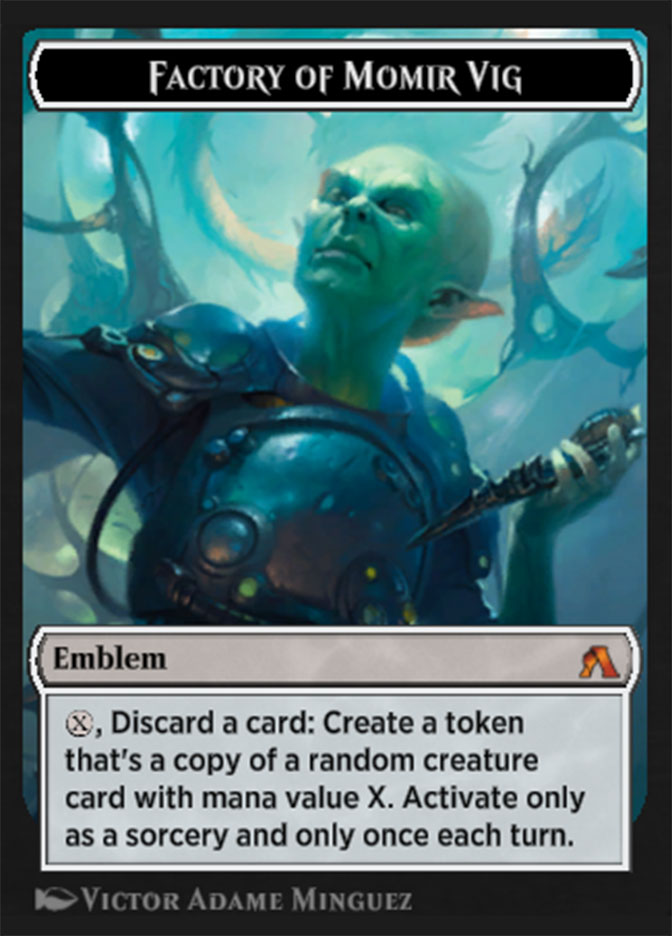 Factory of Momir Vig
Emblem
Ⓧ, Discard a card: Create a token
that's a copy of a random creature
card with mana value X. Activate only
as a sorcery and only once each turn.
Victor Adame Minguez